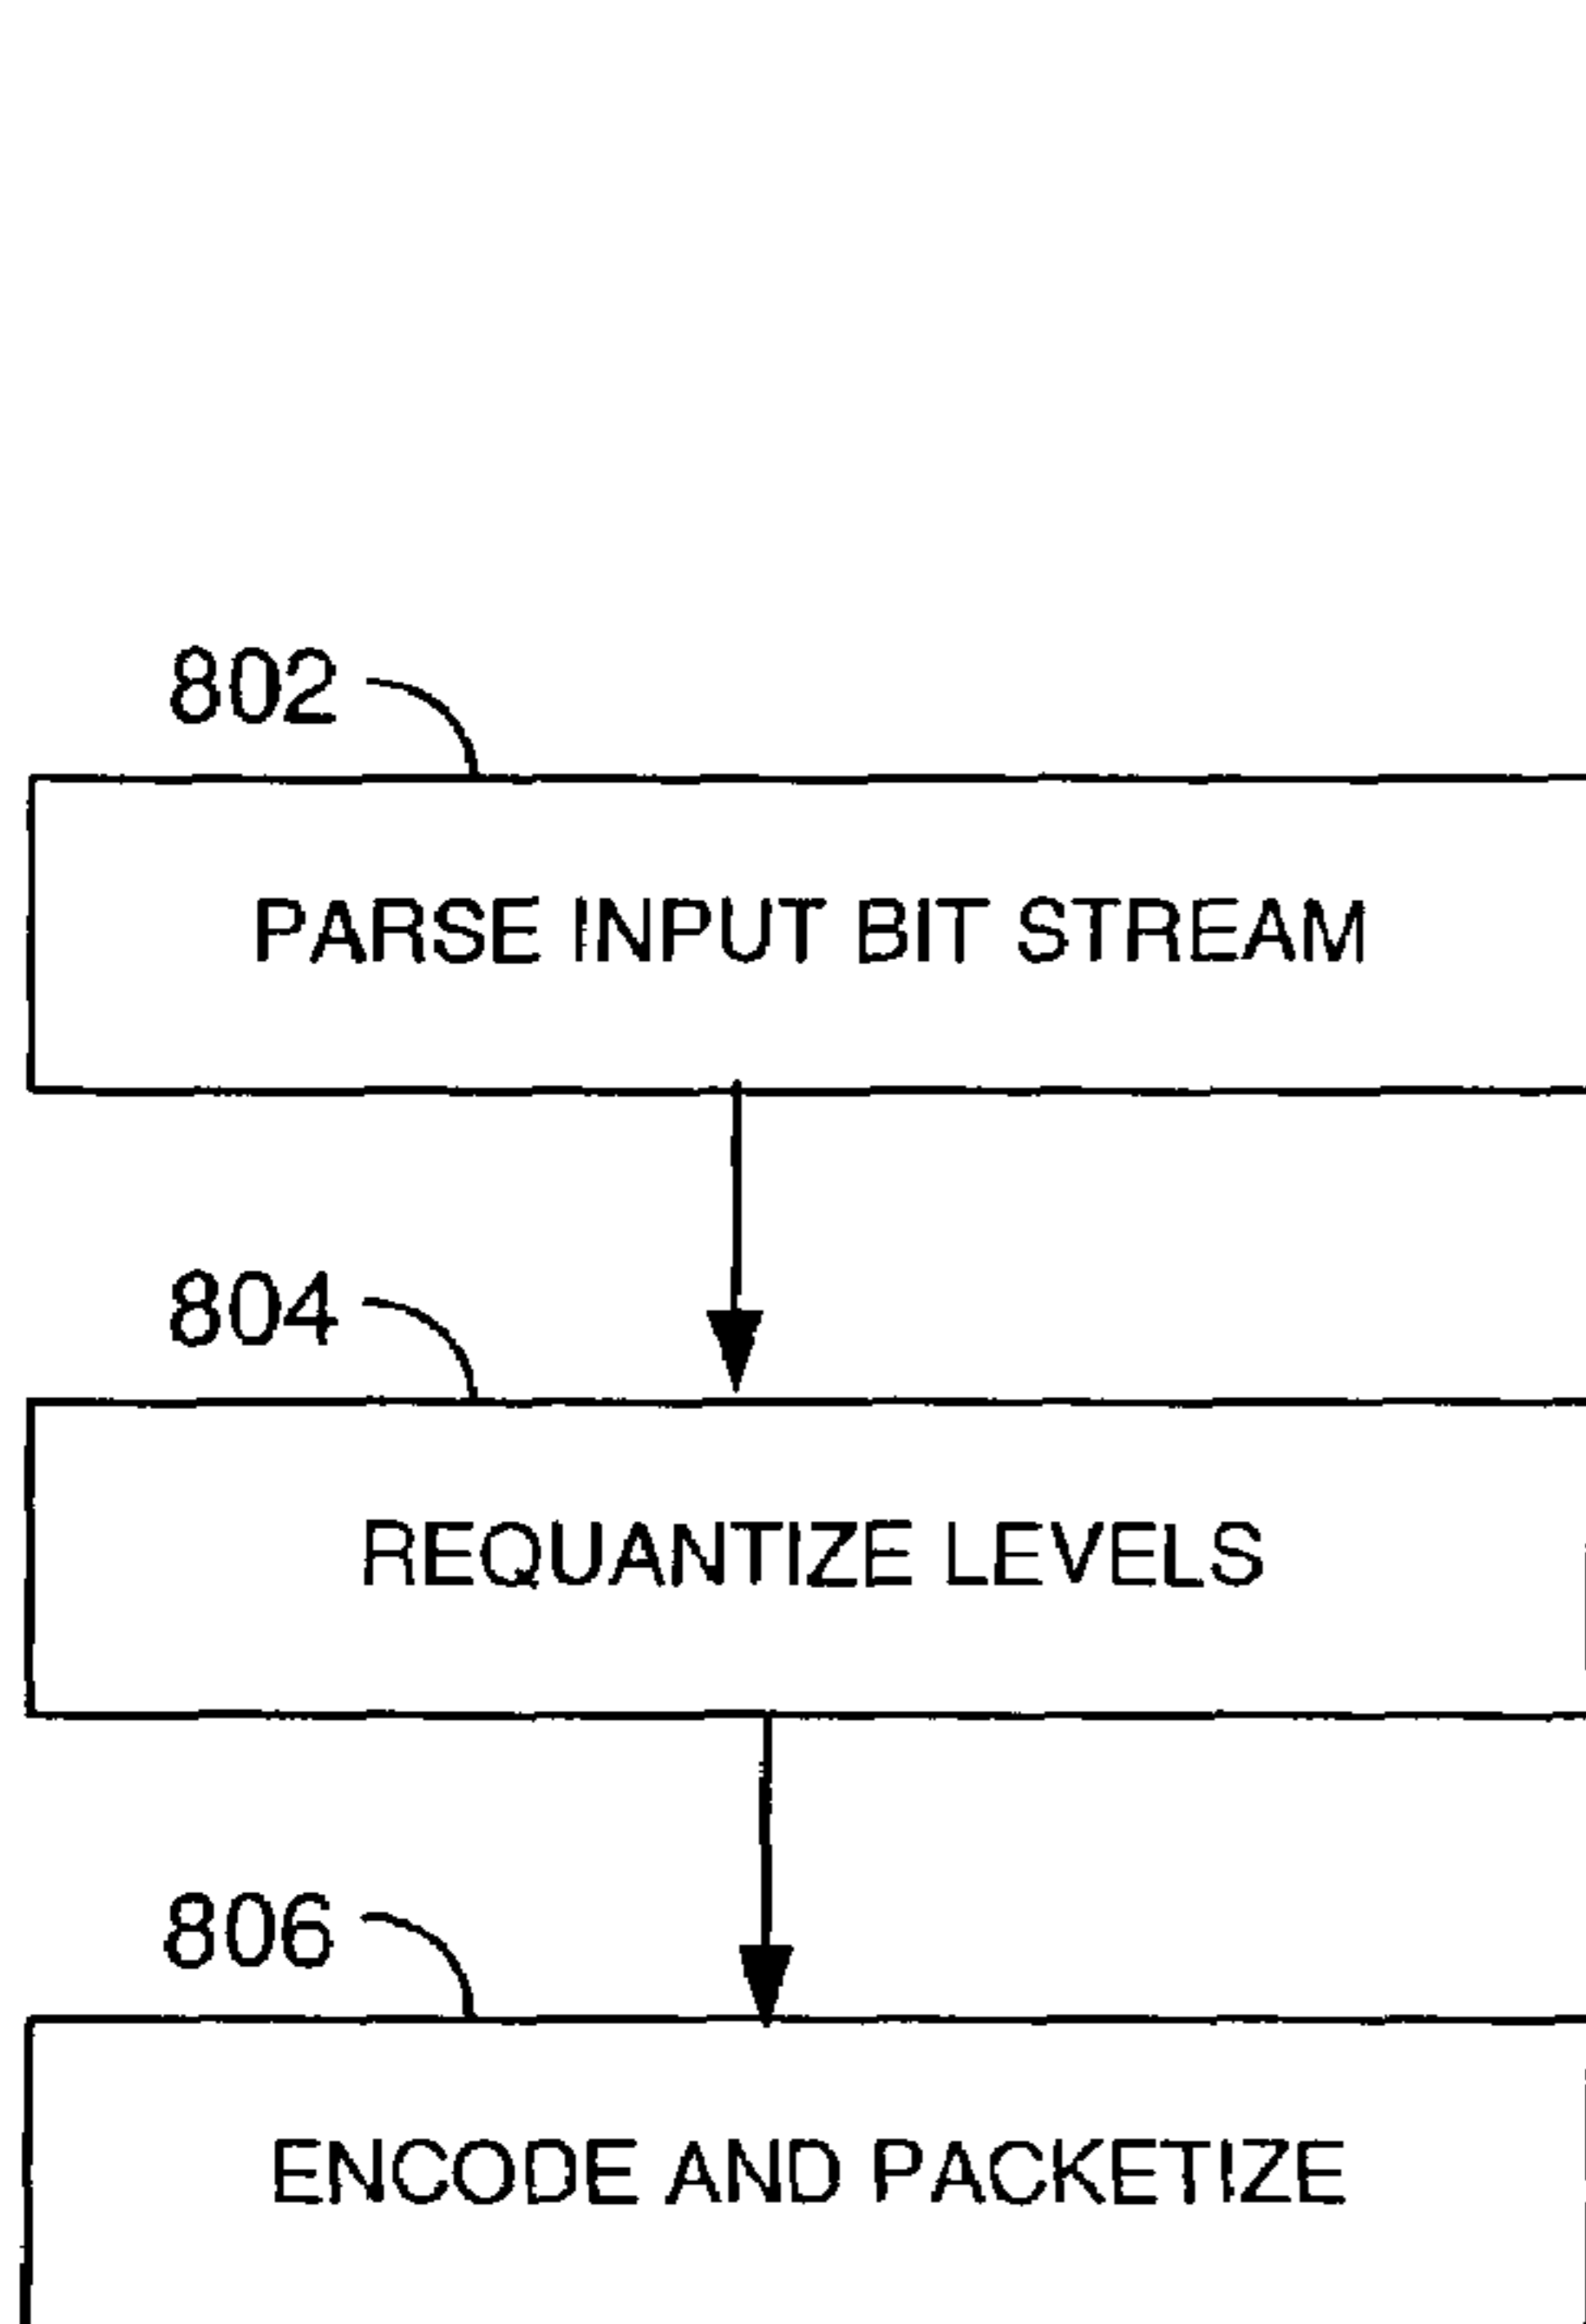 802
PARSE INPUT BIT STREAM
804
REQUANTIZE LEVELS
806
ENCODE AND PACKETIZE